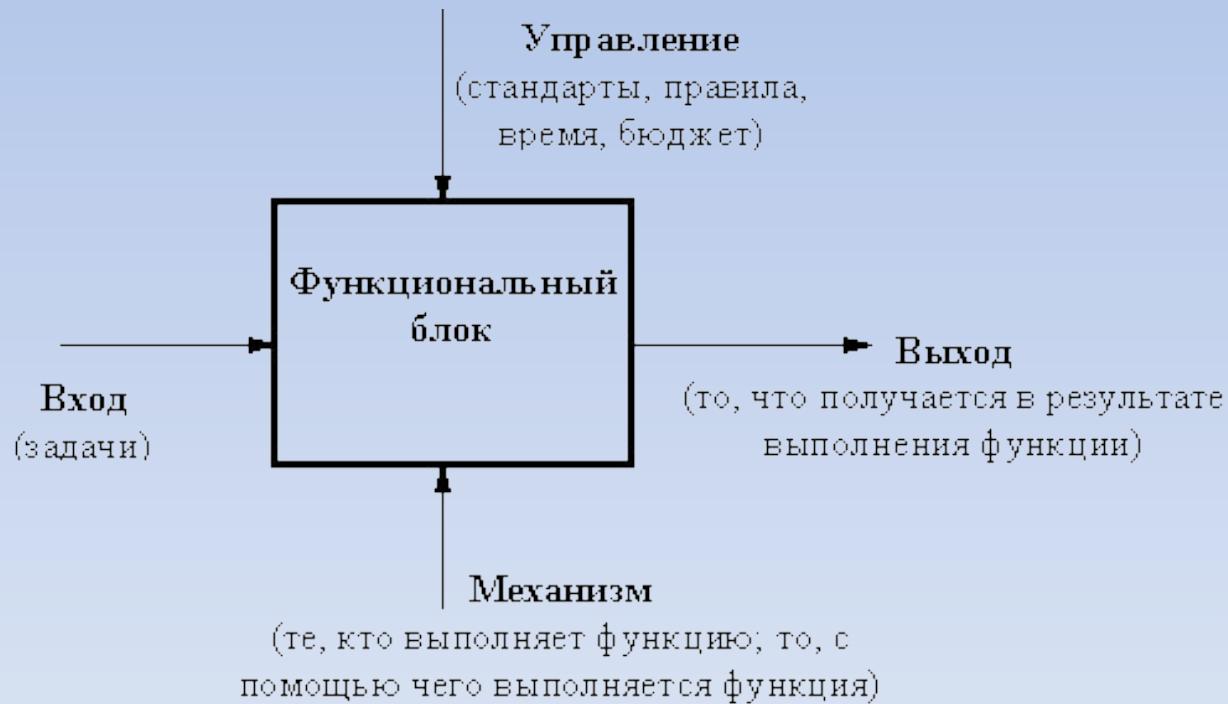 Управление
(стандарты, правила,
время, бюджет)
Функциональный
блок
Вход
(задачи)
Выход
(то, что получается в результате
выполнения функции)
Механизм
(те, кто выполняет функцию; то, с
помощью чего выполняется функция)